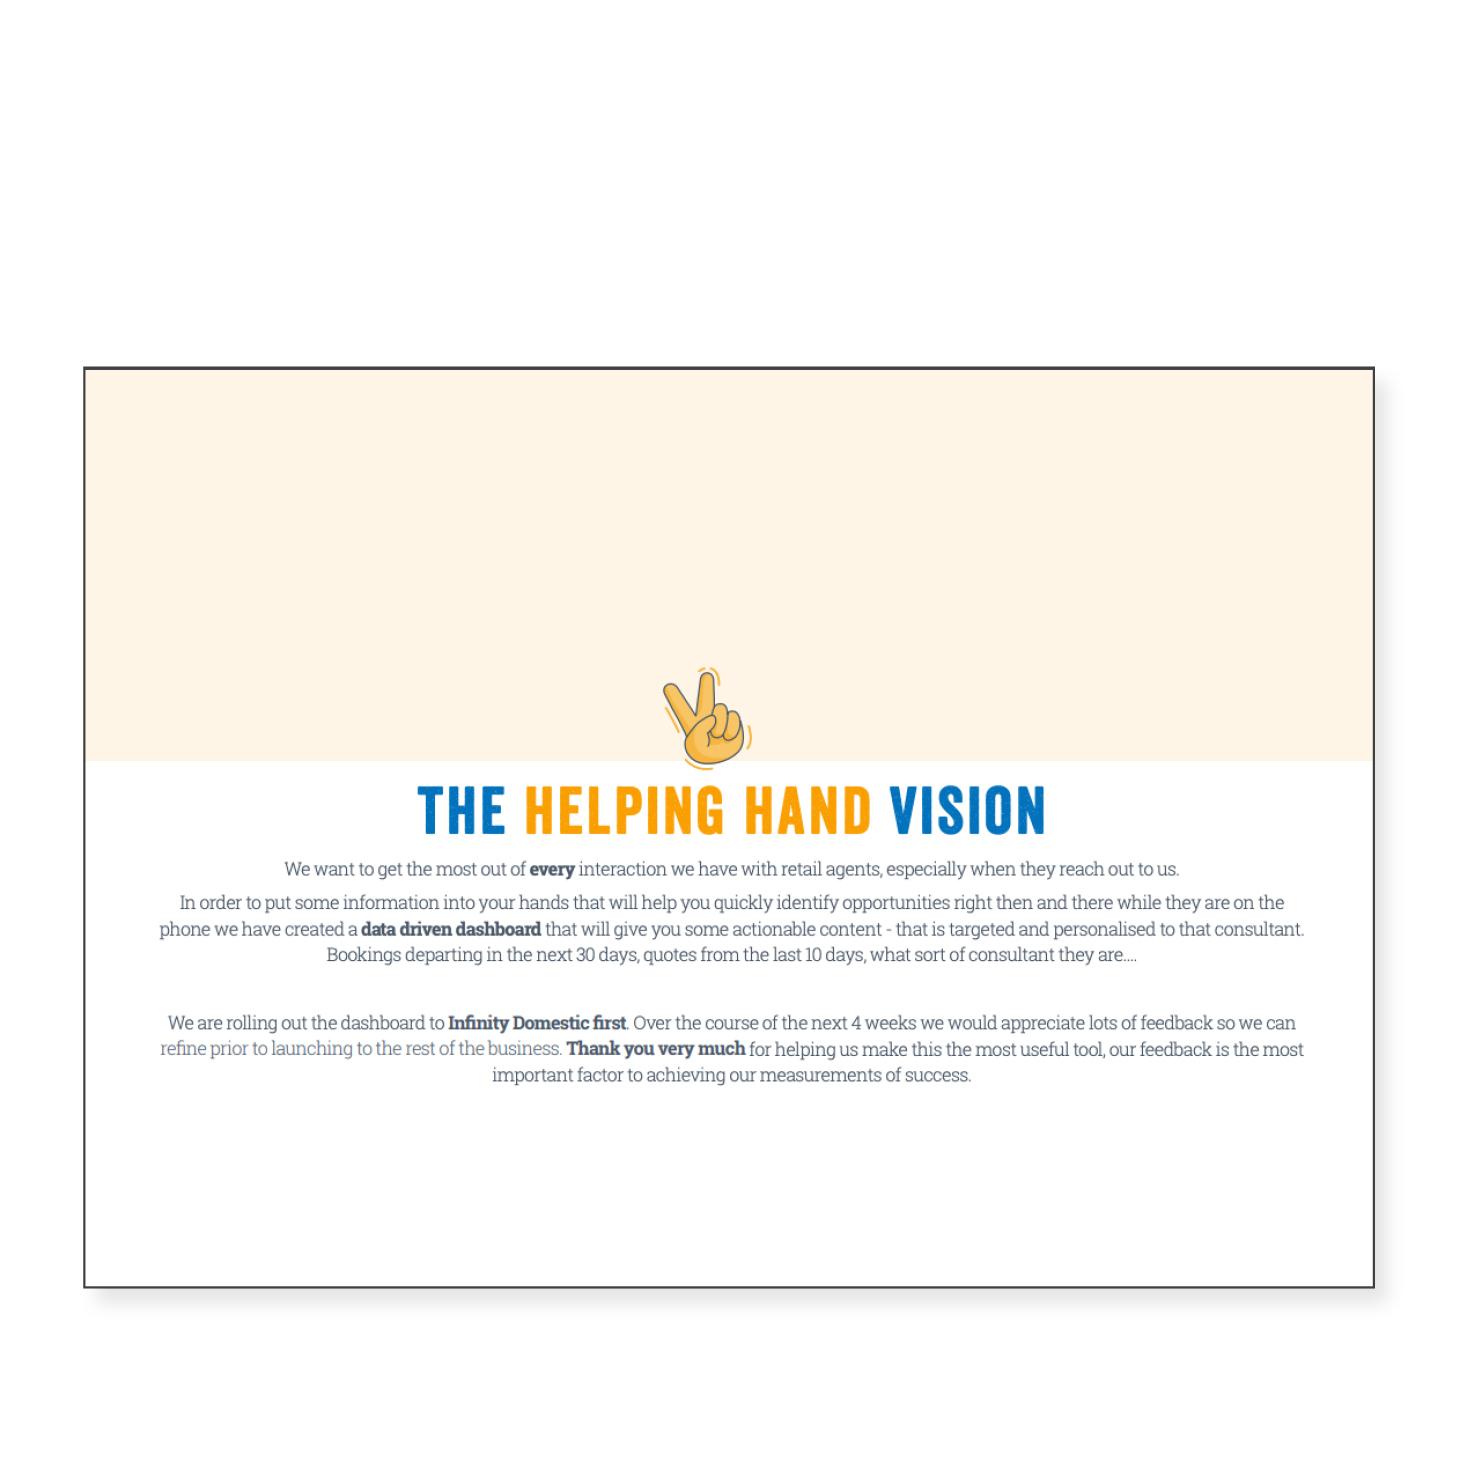 THE HELPING HAND VISION
We want to get the most out of every interaction we have with retail agents, especially when they reach out to us.
In order to put some information into your hands that will help you quickly identify opportunities right then and there while they are on the
phone we have created a data driven dashboard that will give you some actionable content - that is targeted and personalised to that consultant.
Bookings departing in the next 30 days, quotes from the last 10 days, what sort of consultant they are....
We are rolling out the dashboard to Infinity Domestic first. Over the course of the next 4 weeks we would appreciate lots of feedback so we can
refine prior to launching to the rest of the business. Thank you very much for helping us make this the most useful tool, our feedback is the most
important factor to achieving our measurements of success.